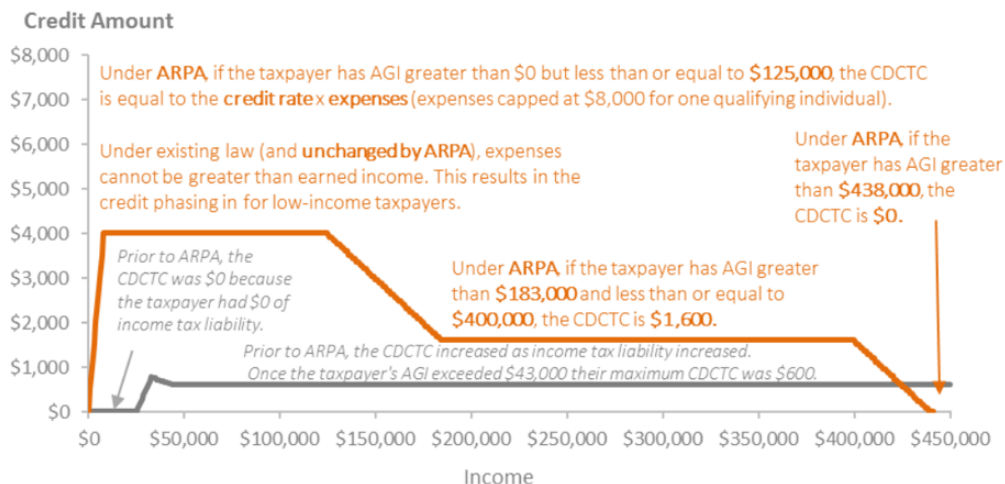 Credit Amount
$8,000
$7,000
$6,000
$5,000
$4,000
$3,000
$2,000
$1,000
$0
Under ARPA, if the taxpayer has AGI greater than $0 but less than or equal to $125,000, the CDCTC
is equal to the credit rate x expenses (expenses capped at $8,000 for one qualifying individual).
Under existing law (and unchanged by ARPA), expenses
cannot be greater than earned income. This results in the
credit phasing in for low-income taxpayers.
Under ARPA, if the
taxpayer has AGI greater
than $438,000, the
CDCTC is $0.
Prior to ARPA, the
CDCTC was $0 because
the taxpayer had $0 of
income tax liability.
Under ARPA, if the taxpayer has AGI greater
than $183,000 and less than or equal to
$400,000, the CDCTC is $1,600.
Prior to ARPA, the CDCTC increased as income tax liability increased.
Once the taxpayer's AGI exceeded $43,000 their maximum CDCTC was $600.
$0 $50,000 $100,000 $150,000 $200,000 $250,000 $300,000 $350,000 $400,000 $450,000
Income